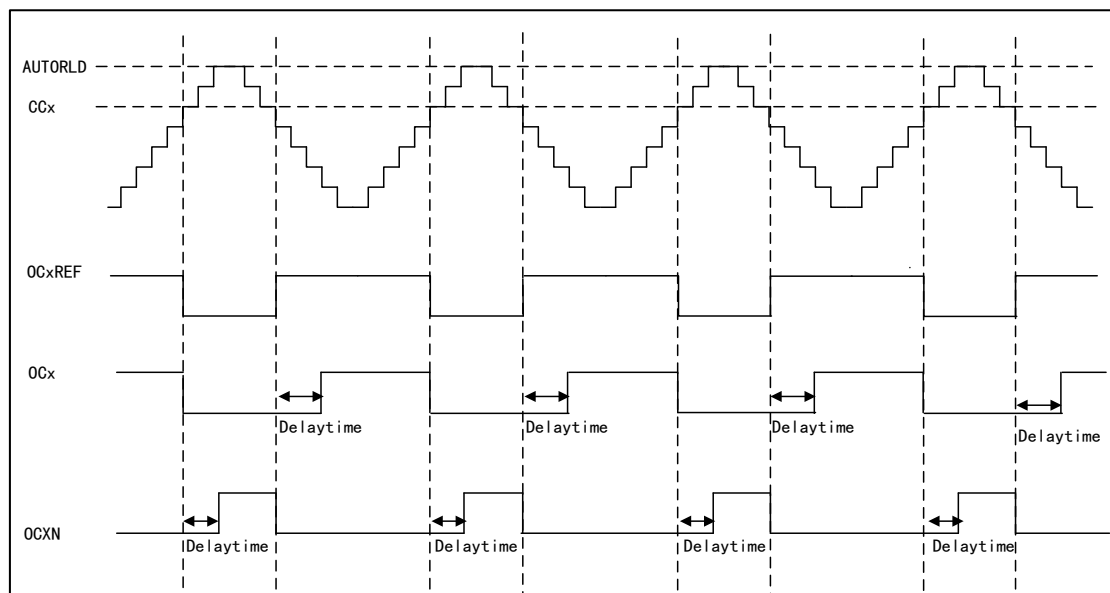 AUTORLD
CCx
OCxREF
OCx
Delaytime
Delaytime
Delaytime
Delaytime
OCXN
Delaytime
Delaytime
Delaytime
Delaytime